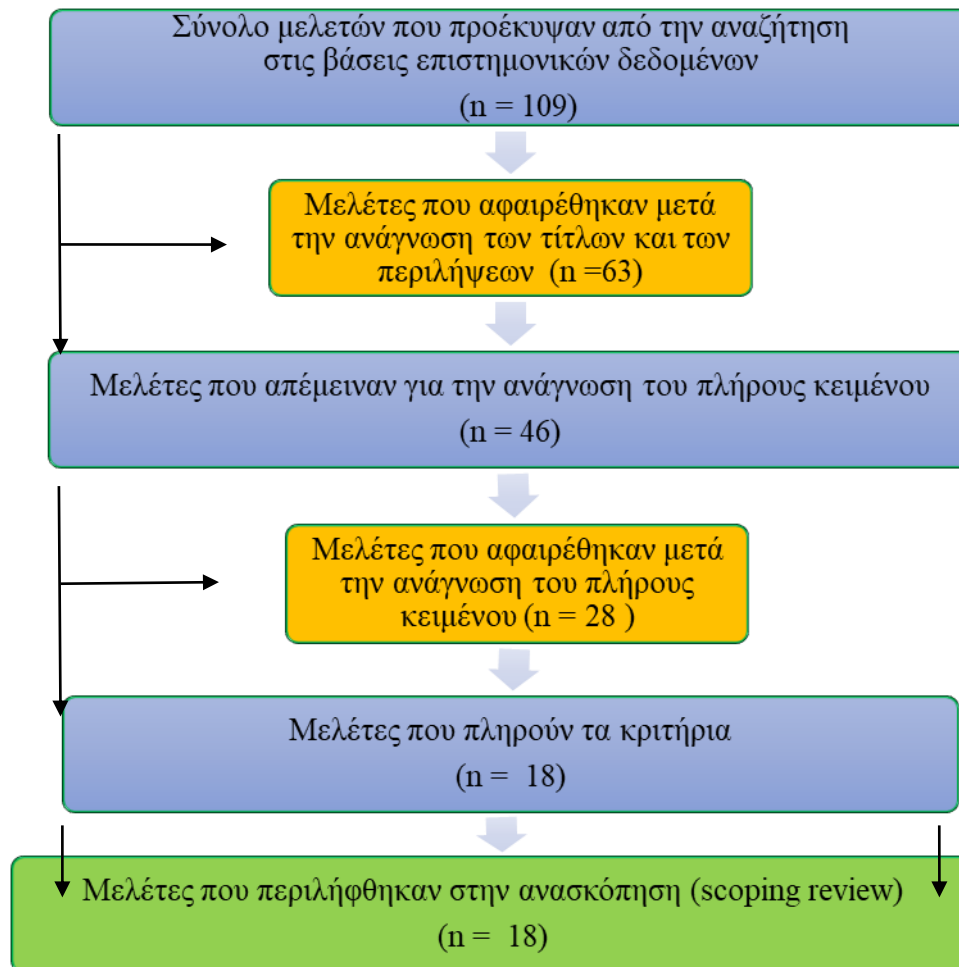 Σύνολο μελετών που προέκυψαν από την αναζήτηση
στις βάσεις επιστημονικών δεδομένων
(n = 109)
Μελέτες που αφαιρέθηκαν μετά
την ανάγνωση των τίτλων και των
περιλήψεων (n =63)
Μελέτες που απέμειναν για την ανάγνωση του πλήρους κειμένου
(n = 46)
Μελέτες που αφαιρέθηκαν μετά
την ανάγνωση του πλήρους
κειμένου (n = 28 )
Μελέτες που πληρούν τα κριτήρια
(n = 18)
Μελέτες που περιλήφθηκαν στην ανασκόπηση (scoping review)
(n = 18)